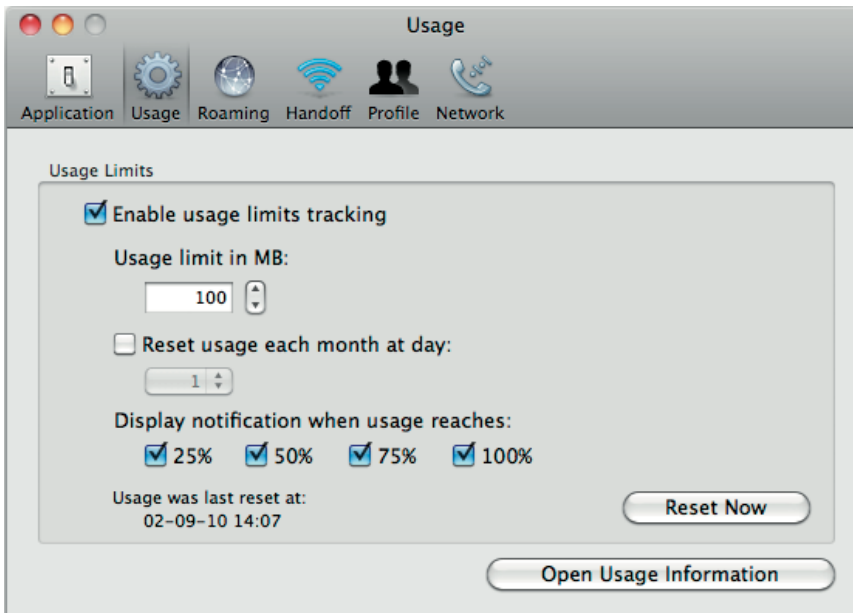 Usage
Application Usage Roaming Handoff Profile Network
Usage Limits
Enable usage limits tracking
Usage limit in MB:
100
Reset usage each month at day:
1
Display notification when usage reaches:
25% 50% 75% 100%
Usage was last reset at:
02-09-10 14:07
Reset Now
Open Usage Information